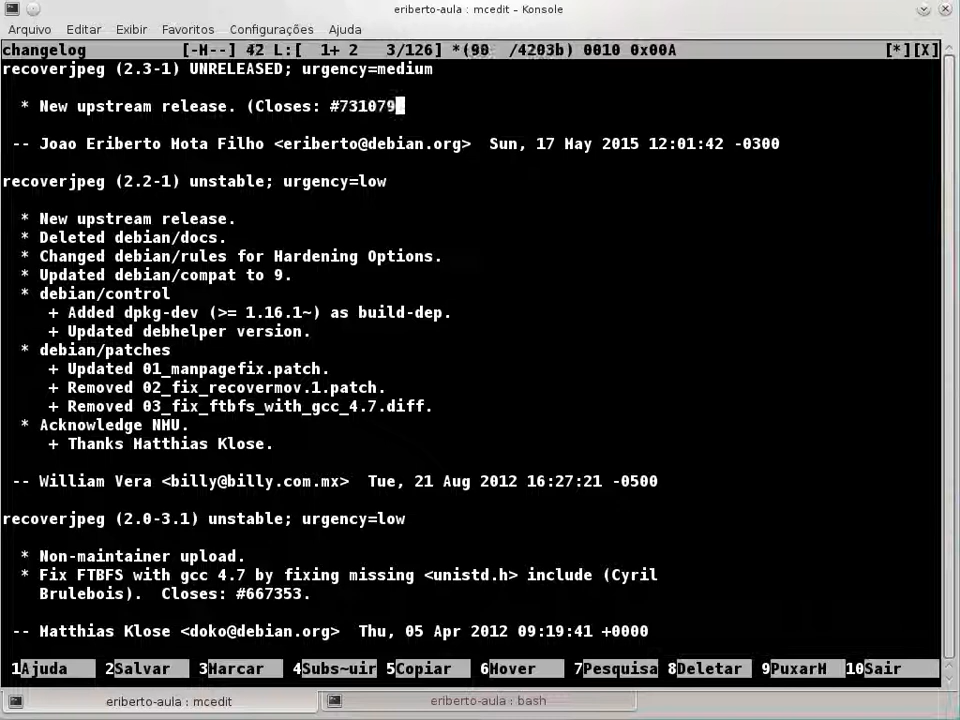 eriberto-aula : mcedit – Konsole
Arquivo Editar Exibir Favoritos Configurações Ajuda
changelog [-M--] 42 L:[ 1+ 2 3/126] *(90 /4203b) 0010 0x00A [*][X]
recoverjpeg (2.3-1) UNRELEASED; urgency=medium
* New upstream release. (Closes: #731079
-- Joao Eriberto Mota Filho <eriberto@debian.org> Sun, 17 May 2015 12:01:42 -0300
recoverjpeg (2.2-1) unstable; urgency=low
* New upstream release.
* Deleted debian/docs.
* Changed debian/rules for Hardening Options.
* Updated debian/compat to 9.
* debian/control
+ Added dpkg-dev (>= 1.16.1~) as build-dep.
+ Updated debhelper version.
* debian/patches
+ Updated 01_manpagefix.patch.
+ Removed 02_fix_recovermov.1.patch.
+ Removed 03_fix_ftbfs_with_gcc_4.7.diff.
* Acknowledge NMU.
+ Thanks Matthias Klose.
-- William Vera <billy@billy.com.mx> Tue, 21 Aug 2012 16:27:21 -0500
recoverjpeg (2.0-3.1) unstable; urgency=low
* Non-maintainer upload.
* Fix FTBFS with gcc 4.7 by fixing missing <unistd.h> include (Cyril
Brulebois). Closes: #667353.
-- Matthias Klose <doko@debian.org> Thu, 05 Apr 2012 09:19:41 +0000
1Ajuda 2Salvar 3Marcar 4Subs~uir 5Copiar 6Mover 7Pesquisa 8Deletar 9PuxarM 10Sair
eriberto-aula : mcedit eriberto-aula : bash